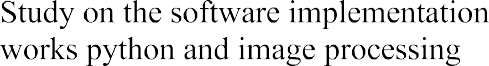 Study on the software implementation
works python and image processing